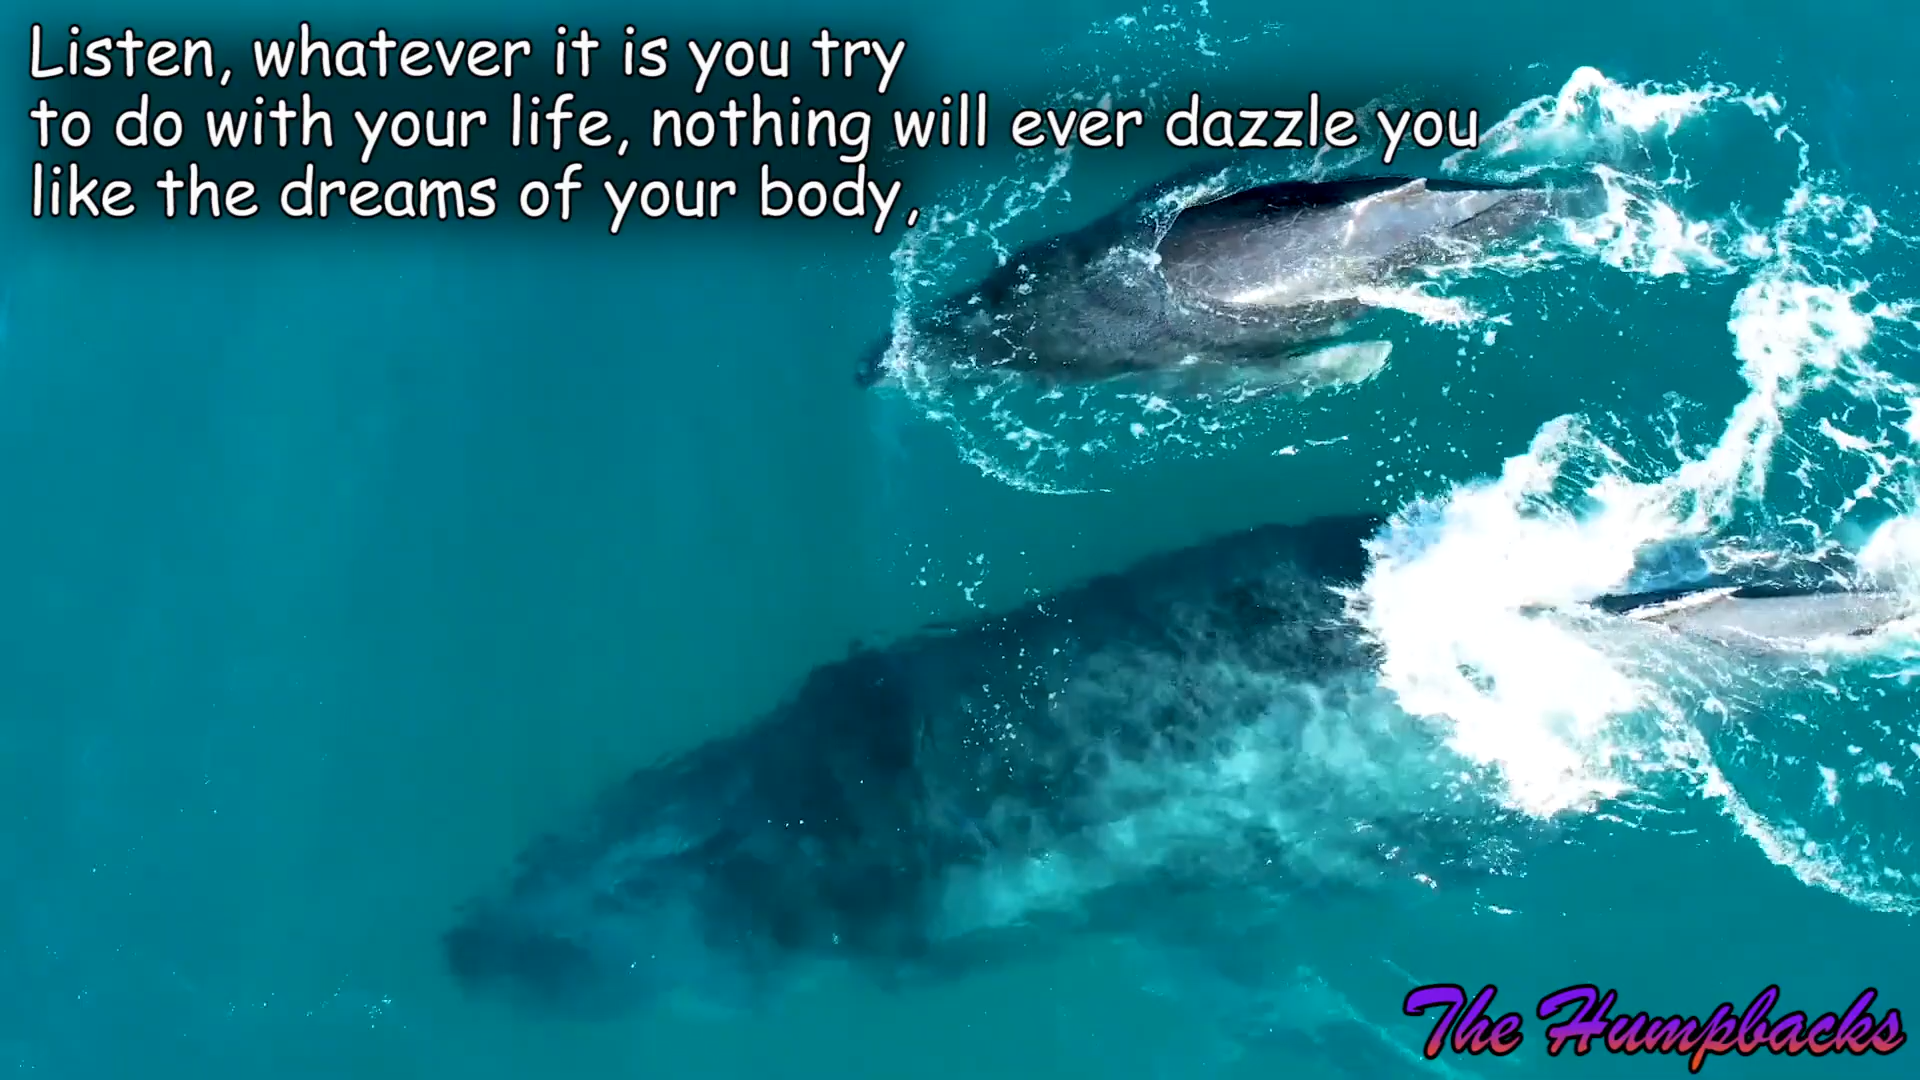 Listen, whatever it is you try
to do with your life, nothing will ever dazzle you
like the dreams of your body,
The Humpbacks